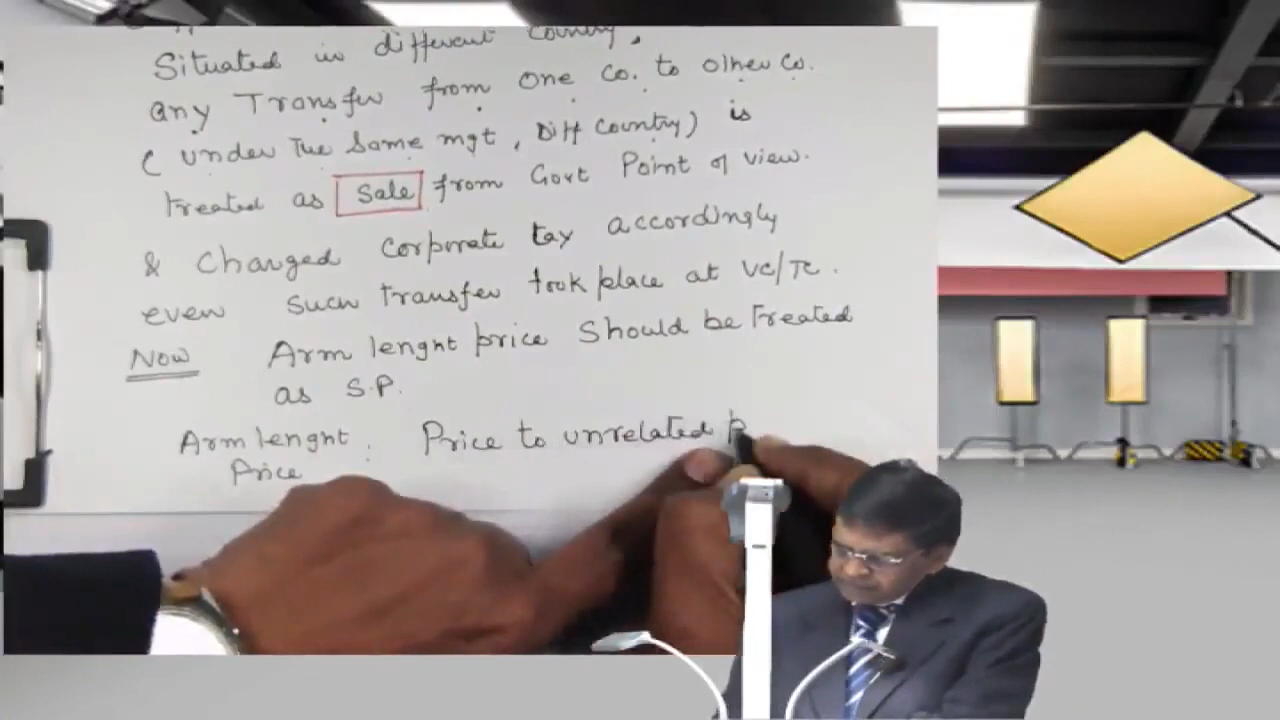 Situated in different country,
any Transfer from One Co. to other Co.
( under The Same mgt, Diff Country) is
treated as Sale from Govt Point of view.
& Charged corporate tax accordingly
even such transfer took place at VC/TC.
Now Arm lenght price Should be treated
as S.P.
Arm lenght : Price to unrelated
Price